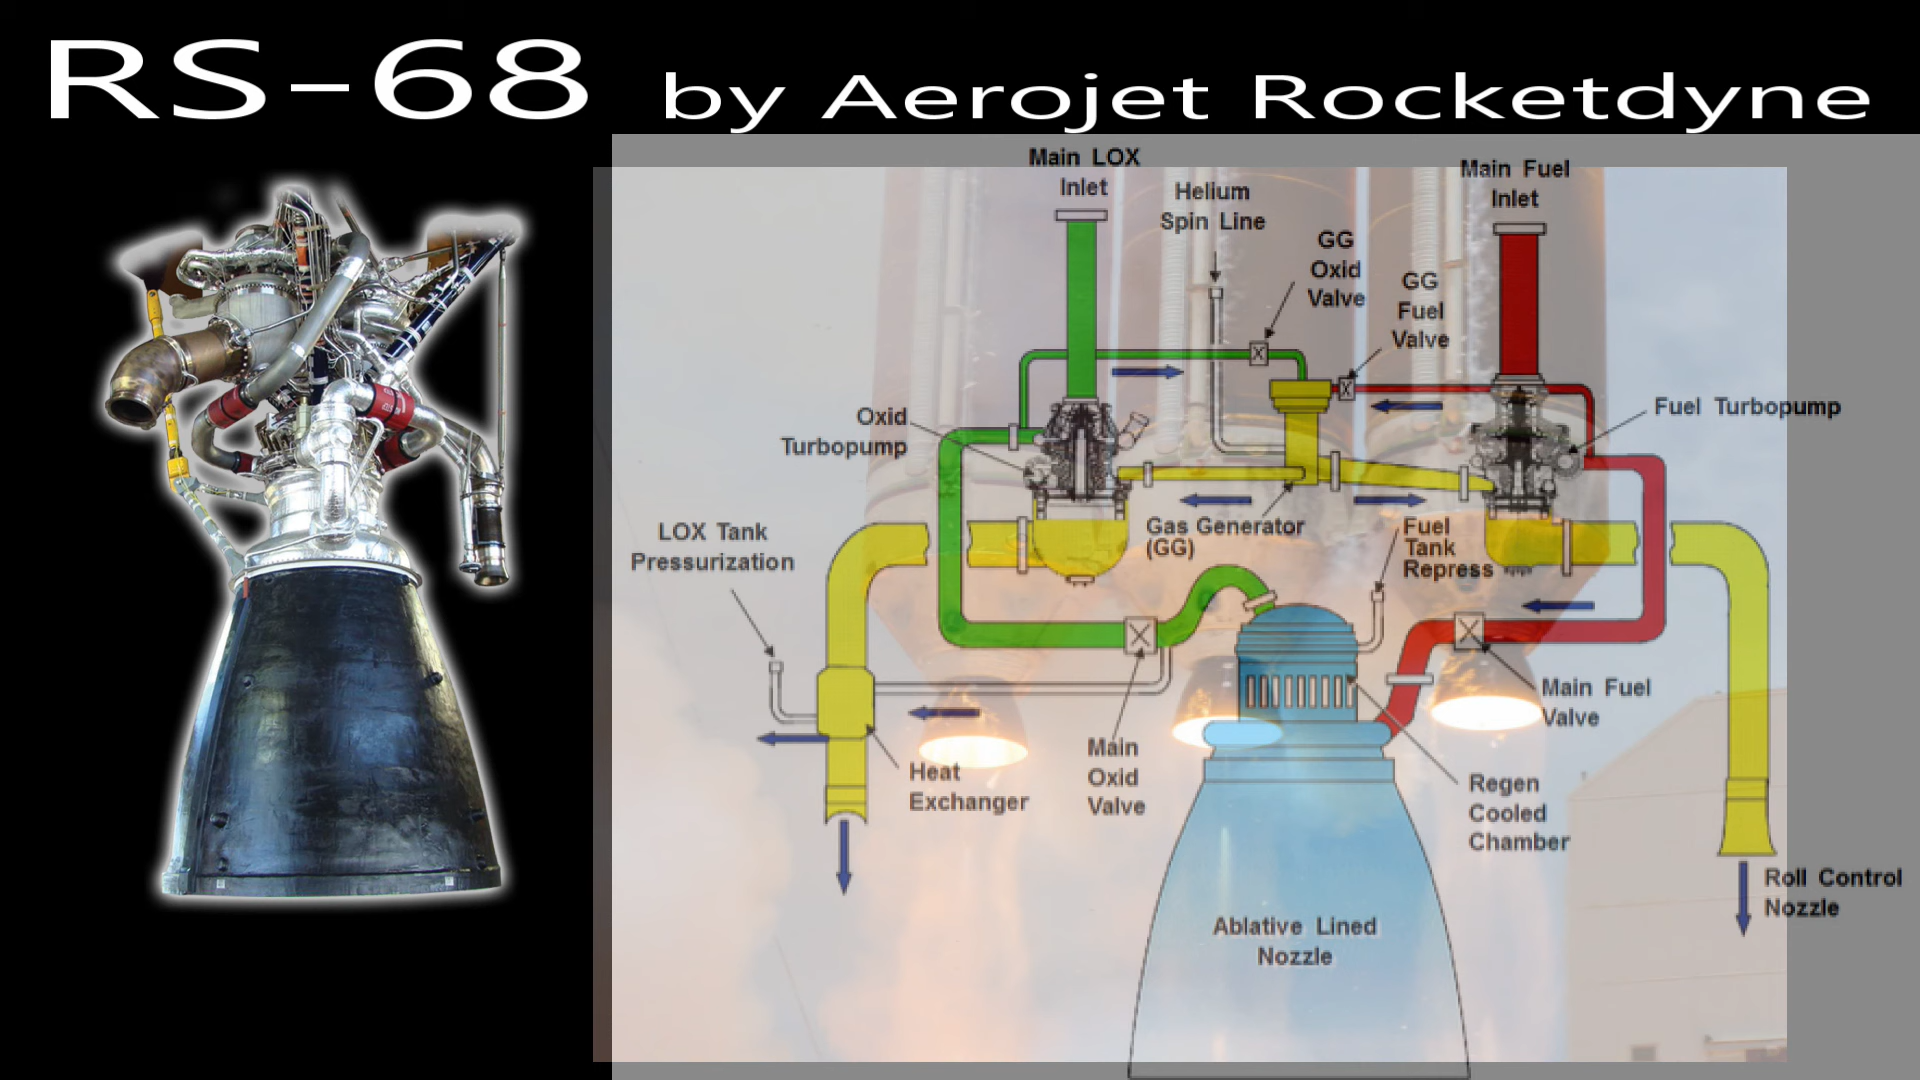 RS-68 by Aerojet Rocketdyne
Main LOX
Inlet
Helium
Spin Line
GG
Oxid
Valve
GG
Fuel
Valve
Main Fuel
Inlet
Fuel Turbopump
Oxid
Turbopump
LOX Tank
Pressurization
Gas Generator
(GG)
Fuel
Tank
Repress
Main Fuel
Valve
Heat
Exchanger
Main
Oxid
Valve
Regen
Cooled
Chamber
Roll Control
Nozzle
Ablative Lined
Nozzle